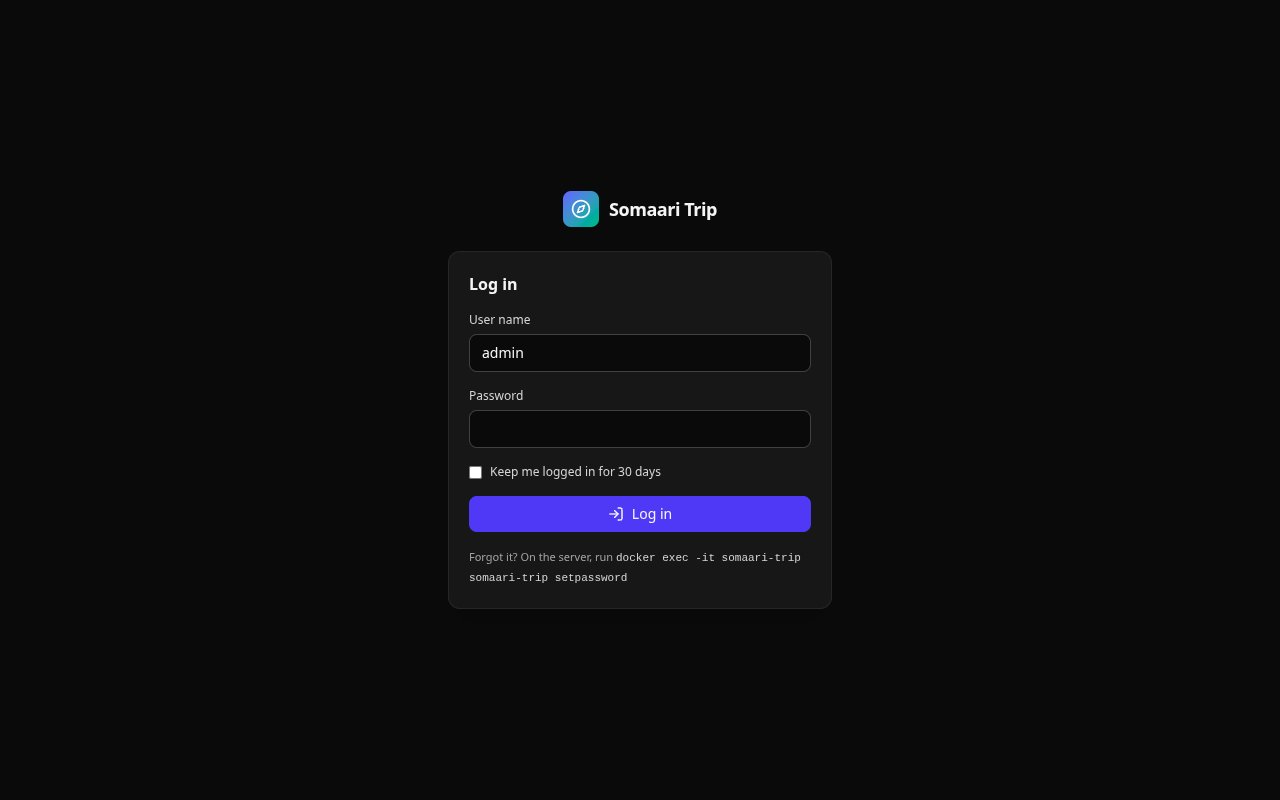 Somaari Trip
Log in
User name
admin
Password
Keep me logged in for 30 days
Log in
Forgot it? On the server, run docker exec -it somaari-trip
somaari-trip setpassword